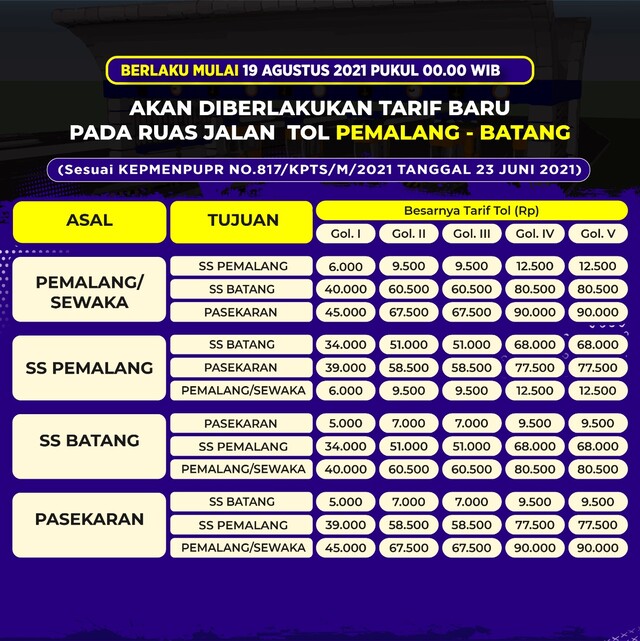 BERLAKU MULAI 19 AGUSTUS 2021 PUKUL 00.00 WIB
AKAN DIBERLAKUKAN TARIF BARU
PADA RUAS JALAN TOL PEMALANG - BATANG
(Sesuai KEPMENPUPR NO.817/KPTS/M/2021 TANGGAL 23 JUNI 2021)
ASAL TUJUAN Besarnya Tarif Tol (Rp)
Gol. I Gol. II Gol. III Gol. IV Gol. V
PEMALANG/
SEWAKA
SS PEMALANG 6.000 9.500 9.500 12.500 12.500
SS BATANG 40.000 60.500 60.500 80.500 80.500
PASEKARAN 45.000 67.500 67.500 90.000 90.000
SS PEMALANG
SS BATANG 34.000 51.000 51.000 68.000 68.000
PASEKARAN 39.000 58.500 58.500 77.500 77.500
PEMALANG/SEWAKA 6.000 9.500 9.500 12.500 12.500
SS BATANG
PASEKARAN 5.000 7.000 7.000 9.500 9.500
SS PEMALANG 34.000 51.000 51.000 68.000 68.000
PEMALANG/SEWAKA 40.000 60.500 60.500 80.500 80.500
PASEKARAN
SS BATANG 5.000 7.000 7.000 9.500 9.500
SS PEMALANG 39.000 58.500 58.500 77.500 77.500
PEMALANG/SEWAKA 45.000 67.500 67.500 90.000 90.000